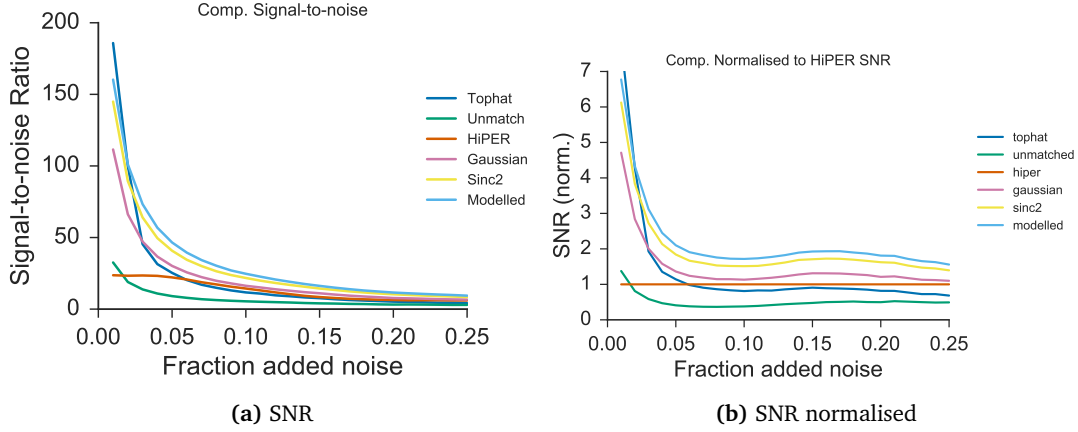 Comp. Signal-to-noise
Signal-to-noise Ratio
200
150
100
50
0
0.00 0.05 0.10 0.15 0.20 0.25
Fraction added noise
Tophat
Unmatch
HiPER
Gaussian
Sinc2
Modelled
(a) SNR
Comp. Normalised to HiPER SNR
SNR (norm.)
7
6
5
4
3
2
1
0
0.00 0.05 0.10 0.15 0.20 0.25
Fraction added noise
tophat
unmatched
hiper
gaussian
sinc2
modelled
(b) SNR normalised